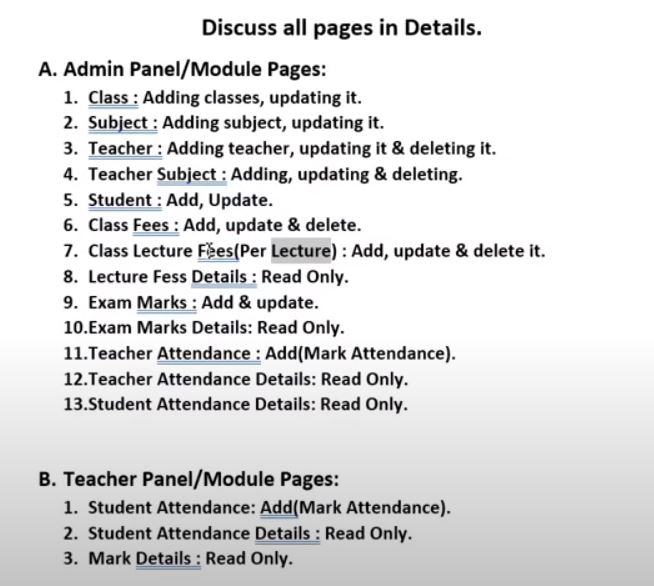 Discuss all pages in Details.
A. Admin Panel/Module Pages:
1. Class : Adding classes, updating it.
2. Subject : Adding subject, updating it.
3. Teacher : Adding teacher, updating it & deleting it.
4. Teacher Subject : Adding, updating & deleting.
5. Student : Add, Update.
6. Class Fees : Add, update & delete.
7. Class Lecture Fees(Per Lecture) : Add, update & delete it.
8. Lecture Fess Details : Read Only.
9. Exam Marks : Add & update.
10.Exam Marks Details: Read Only.
11.Teacher Attendance : Add(Mark Attendance).
12.Teacher Attendance Details: Read Only.
13.Student Attendance Details: Read Only.
B. Teacher Panel/Module Pages:
1. Student Attendance: Add(Mark Attendance).
2. Student Attendance Details : Read Only.
3. Mark Details : Read Only.